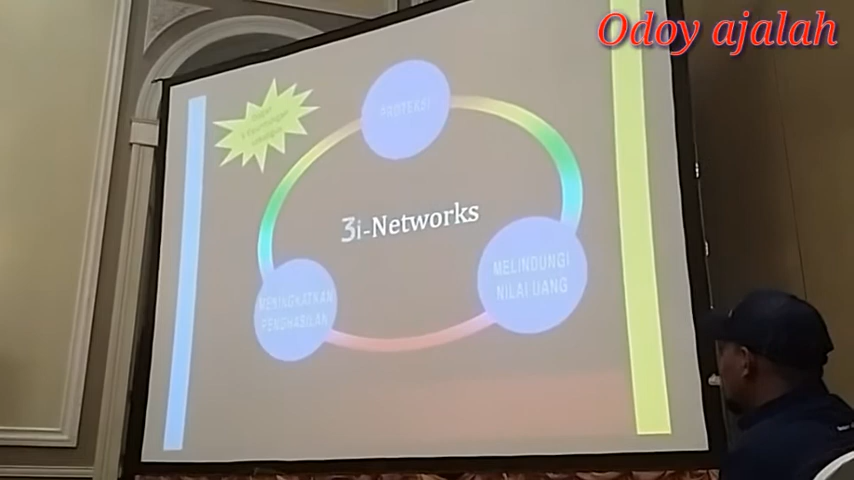 Odoy ajalah
PROTEKSI
3i-Networks
MELINDUNGI
NILAI UANG
MENINGKATKAN
PENGHASILAN